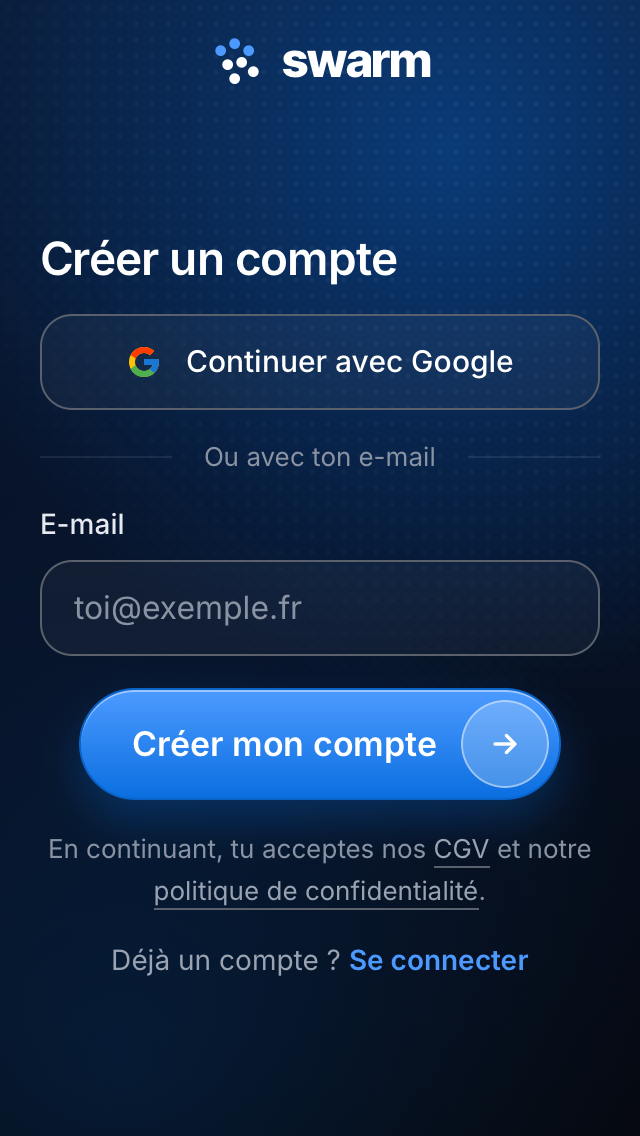 swarm
Créer un compte
Continuer avec Google
Ou avec ton e-mail
E-mail
toi@exemple.fr
Créer mon compte
En continuant, tu acceptes nos CGV et notre
politique de confidentialité.
Déjà un compte ? Se connecter